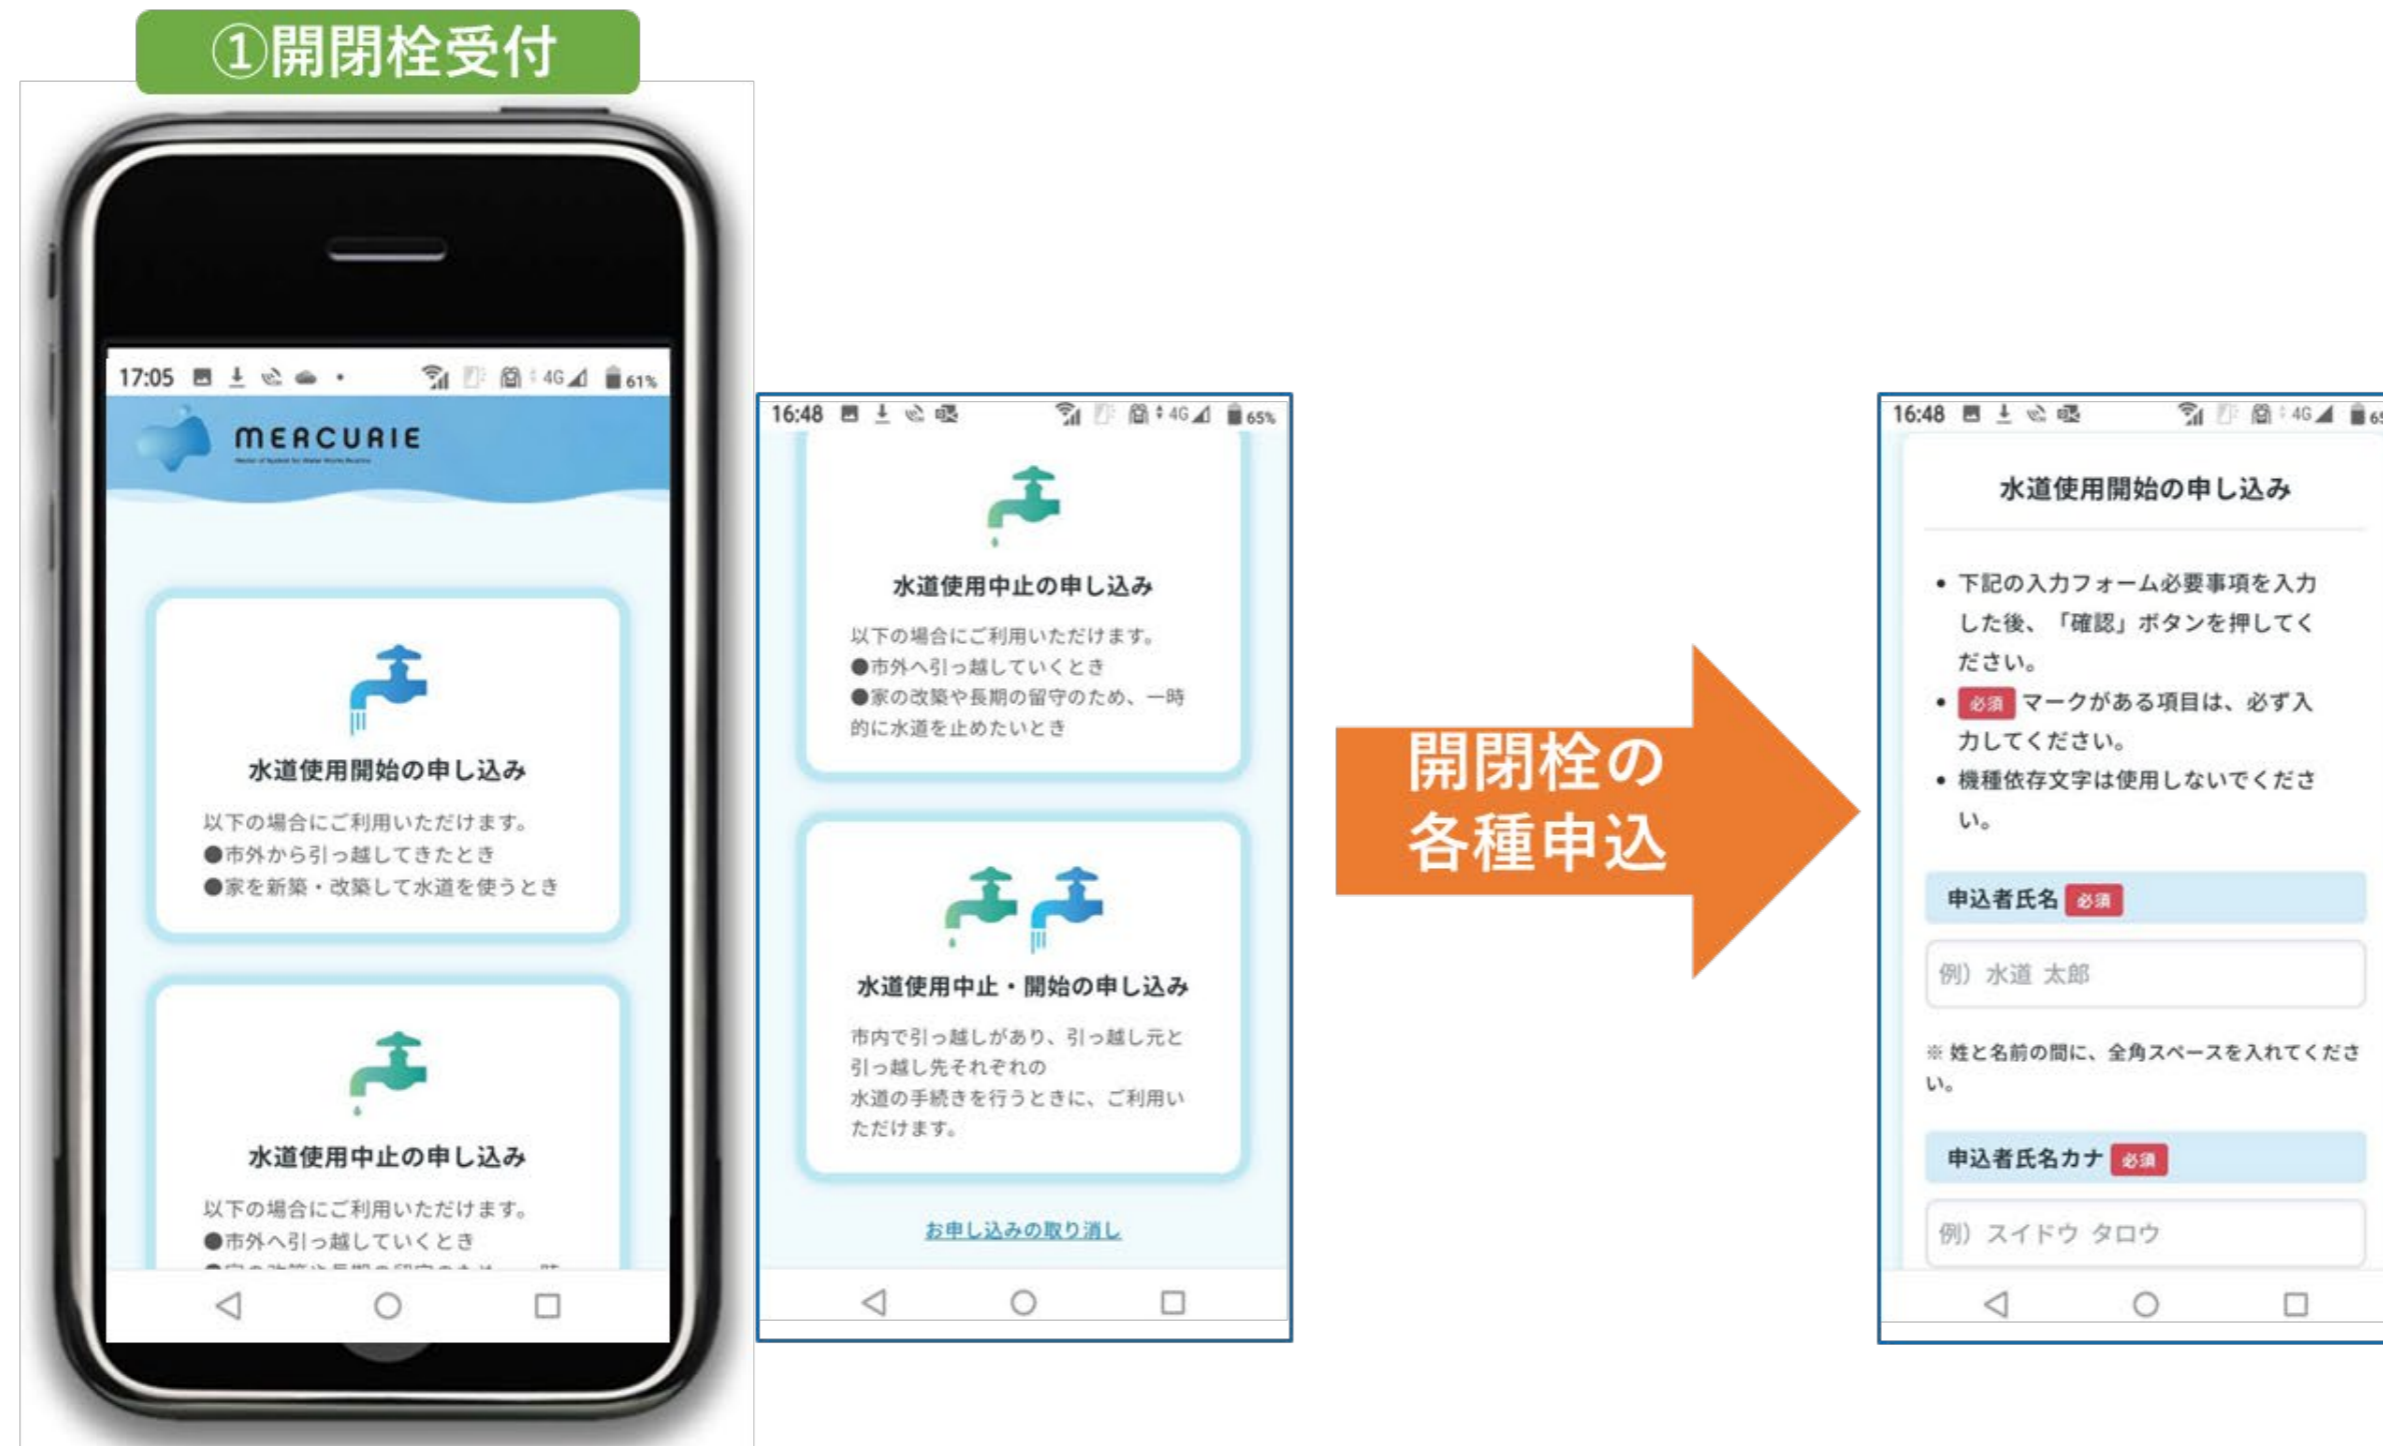 ①開閉栓受付
17:05
4G
61%
MERCURIE
水道使用開始の申し込み
以下の場合にご利用いただけます。
●市外から引っ越してきたとき
●家を新築・改築して水道を使うとき
水道使用中止の申し込み
以下の場合にご利用いただけます。
●市外へ引っ越していくとき
16:48
4G
65%
水道使用中止の申し込み
以下の場合にご利用いただけます。
●市外へ引っ越していくとき
●家の改築や長期の留守のため、一時
的に水道を止めたいとき
水道使用中止・開始の申し込み
市内で引っ越しがあり、引っ越し元と
引っ越し先それぞれの
水道の手続きを行うときに、ご利用い
ただけます。
お申し込みの取り消し
開閉栓の
各種申込
16:48
4G
水道使用開始の申し込み
• 下記の入力フォーム必要事項を入力
した後、「確認」ボタンを押してく
ださい。
• 必須 マークがある項目は、必ず入
力してください。
• 機種依存文字は使用しないでくださ
い。
申込者氏名 必須
例）水道 太郎
※ 姓と名前の間に、全角スペースを入れてくださ
い。
申込者氏名カナ 必須
例）スイドウ タロウ